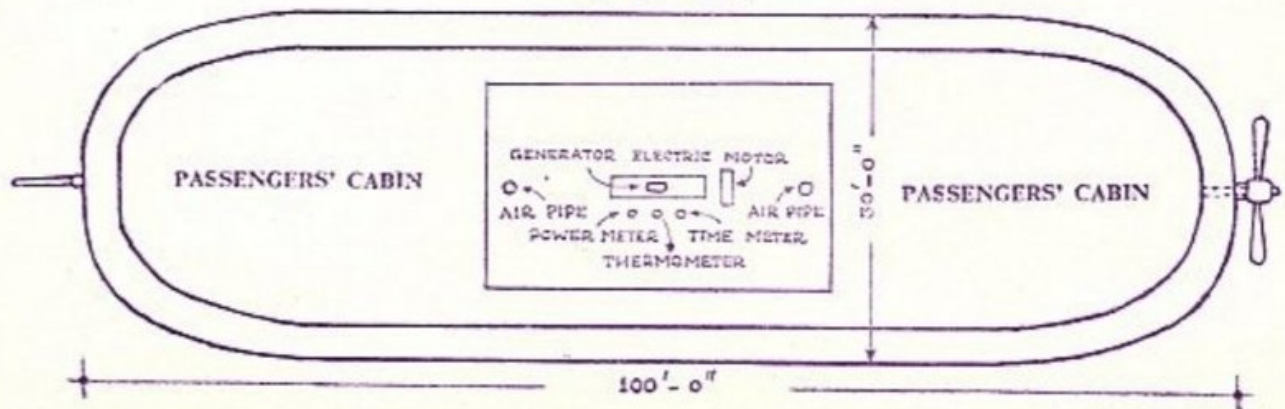 GENERATOR ELECTRIC MOTOR
PASSENGERS' CABIN
PASSENGERS' CABIN
30'-0"
AIR PIPE
AIR PIPE
POWER METER
TIME METER
THERMOMETER
100'-0"